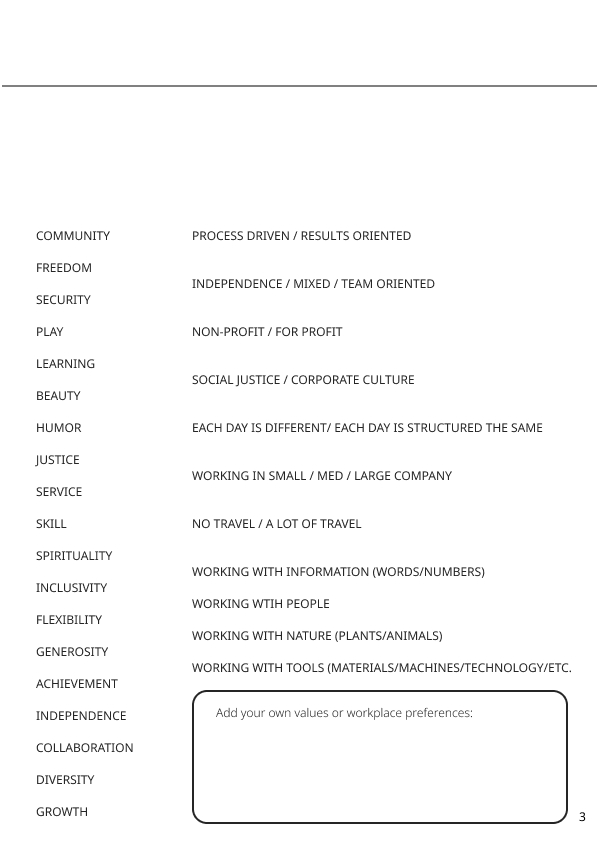 COMMUNITY
FREEDOM
SECURITY
PLAY
LEARNING
BEAUTY
HUMOR
JUSTICE
SERVICE
SKILL
SPIRITUALITY
INCLUSIVITY
FLEXIBILITY
GENEROSITY
ACHIEVEMENT
INDEPENDENCE
COLLABORATION
DIVERSITY
GROWTH
PROCESS DRIVEN / RESULTS ORIENTED
INDEPENDENCE / MIXED / TEAM ORIENTED
NON-PROFIT / FOR PROFIT
SOCIAL JUSTICE / CORPORATE CULTURE
EACH DAY IS DIFFERENT/ EACH DAY IS STRUCTURED THE SAME
WORKING IN SMALL / MED / LARGE COMPANY
NO TRAVEL / A LOT OF TRAVEL
WORKING WITH INFORMATION (WORDS/NUMBERS)
WORKING WTIH PEOPLE
WORKING WITH NATURE (PLANTS/ANIMALS)
WORKING WITH TOOLS (MATERIALS/MACHINES/TECHNOLOGY/ETC.
Add your own values or workplace preferences:
3